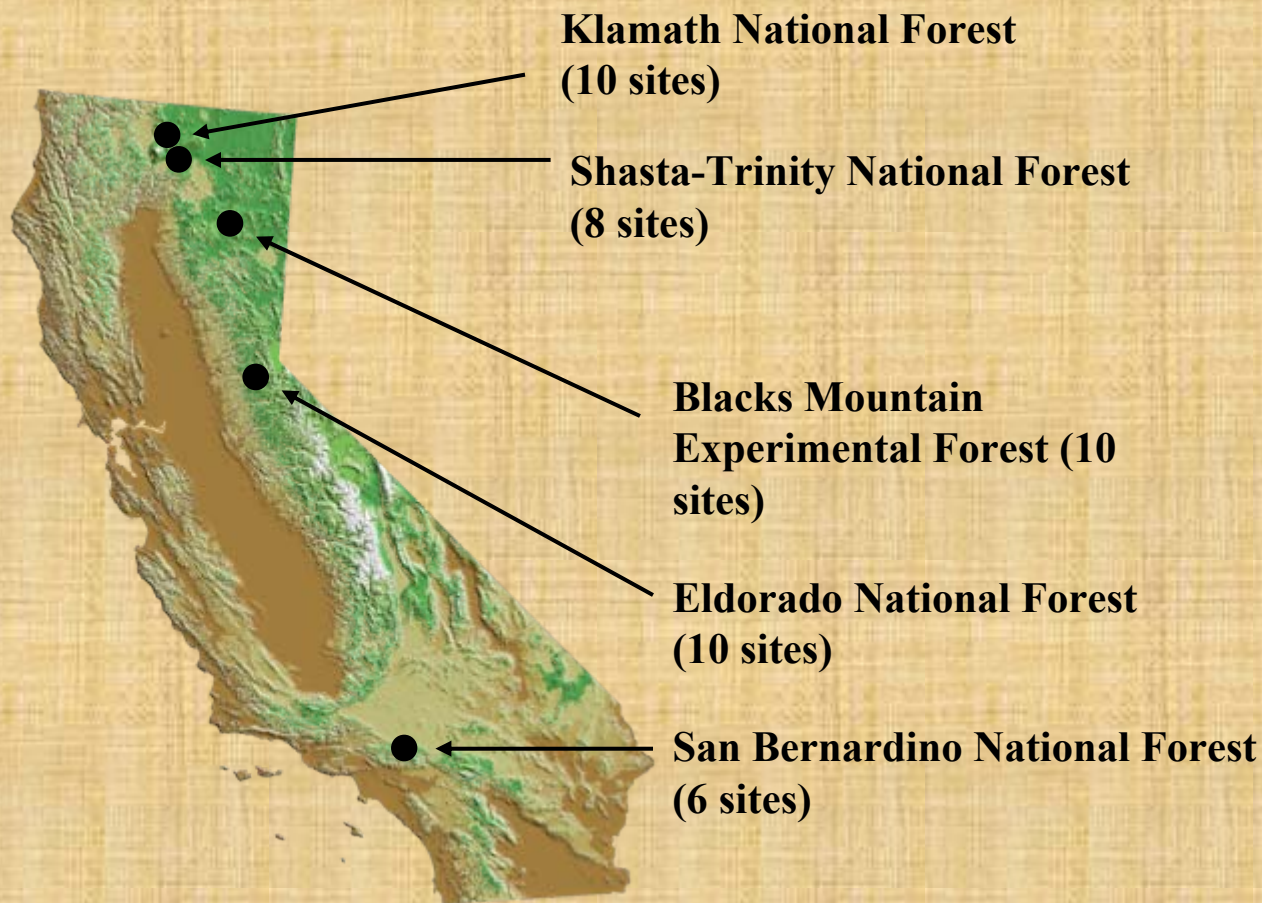 Klamath National Forest
(10 sites)
Shasta-Trinity National Forest
(8 sites)
Blacks Mountain
Experimental Forest (10
sites)
Eldorado National Forest
(10 sites)
San Bernardino National Forest
(6 sites)